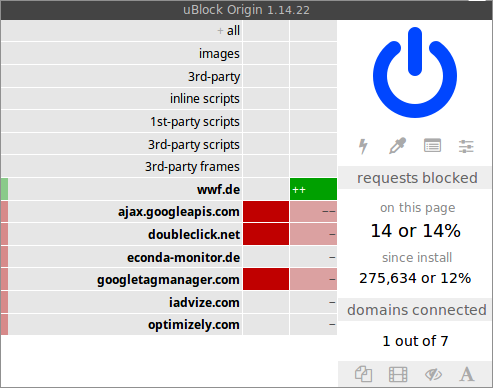 uBlock Origin 1.14.22
+ all
images
3rd-party
inline scripts
1st-party scripts
3rd-party scripts
3rd-party frames
wwf.de ++
ajax.googleapis.com −−
doubleclick.net −
econda-monitor.de −
googletagmanager.com −
iadvize.com −
optimizely.com −
requests blocked
on this page
14 or 14%
since install
275,634 or 12%
domains connected
1 out of 7
A